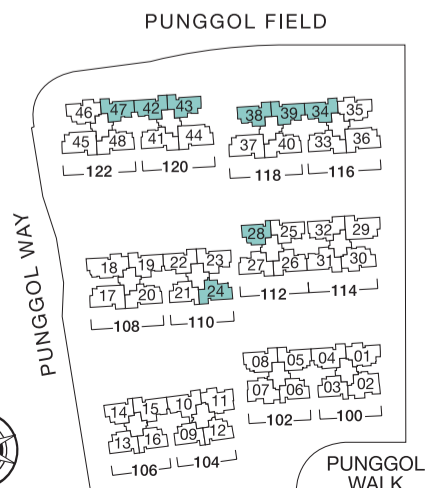 PUNGGOL FIELD
46 47 42 43 38 39 34 35
45 48 41 44 37 40 33 36
122 120 118 116
PUNGGOL WAY
28 25 32 29
18 19 22 23 27 26 31 30
17 20 21 24 112 114
108 110
08 05 04 01
07 06 03 02
14 15 10 11 102 100
13 16 09 12
106 104
PUNGGOL
WALK